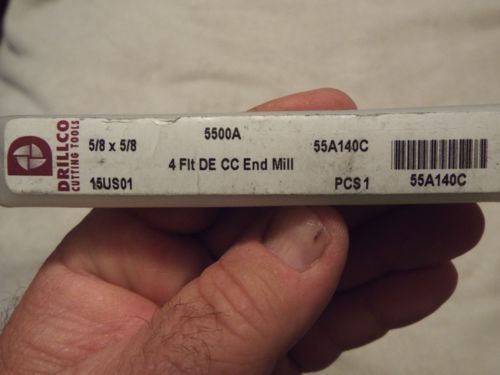 DRILLCO
CUTTING TOOLS
5/8 x 5/8
5500A
55A140C
4 Flt DE CC End Mill
15US01
PCS 1
55A140C